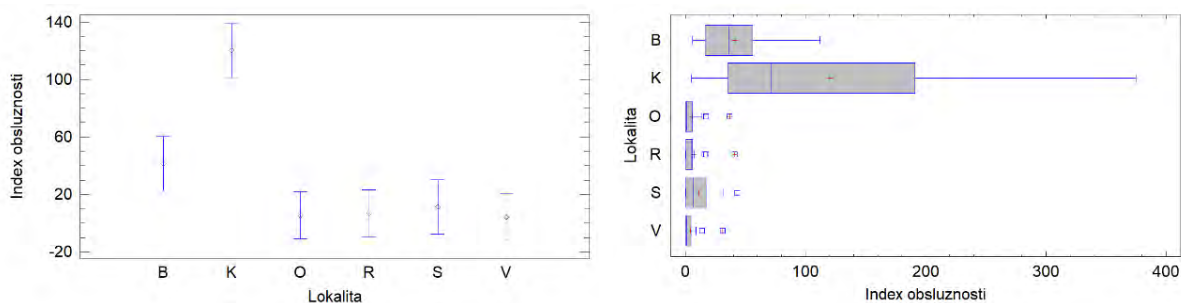 140
100
60
20
-20
Index obsluznosti
B K O R S V
Lokalita
B
K
O
R
S
V
Lokalita
0 100 200 300 400
Index obsluznosti